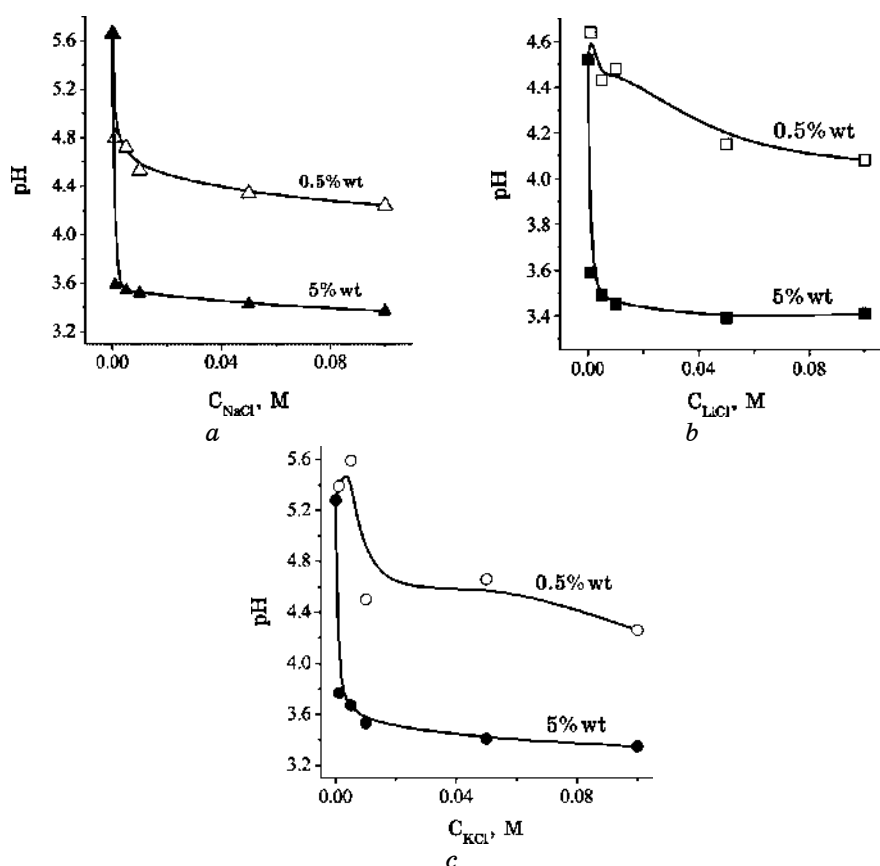 5.6
5.2
4.8
4.4
4.0
3.6
3.2
pH
0.5% wt
5% wt
0.00 0.04 0.08
C_NaCl, M
a
4.6
4.4
4.2
4.0
3.8
3.6
3.4
pH
0.5% wt
5% wt
0.00 0.04 0.08
C_LiCl, M
b
5.6
5.2
4.8
4.4
4.0
3.6
3.2
pH
0.5% wt
5% wt
0.00 0.04 0.08
C_KCl, M
c